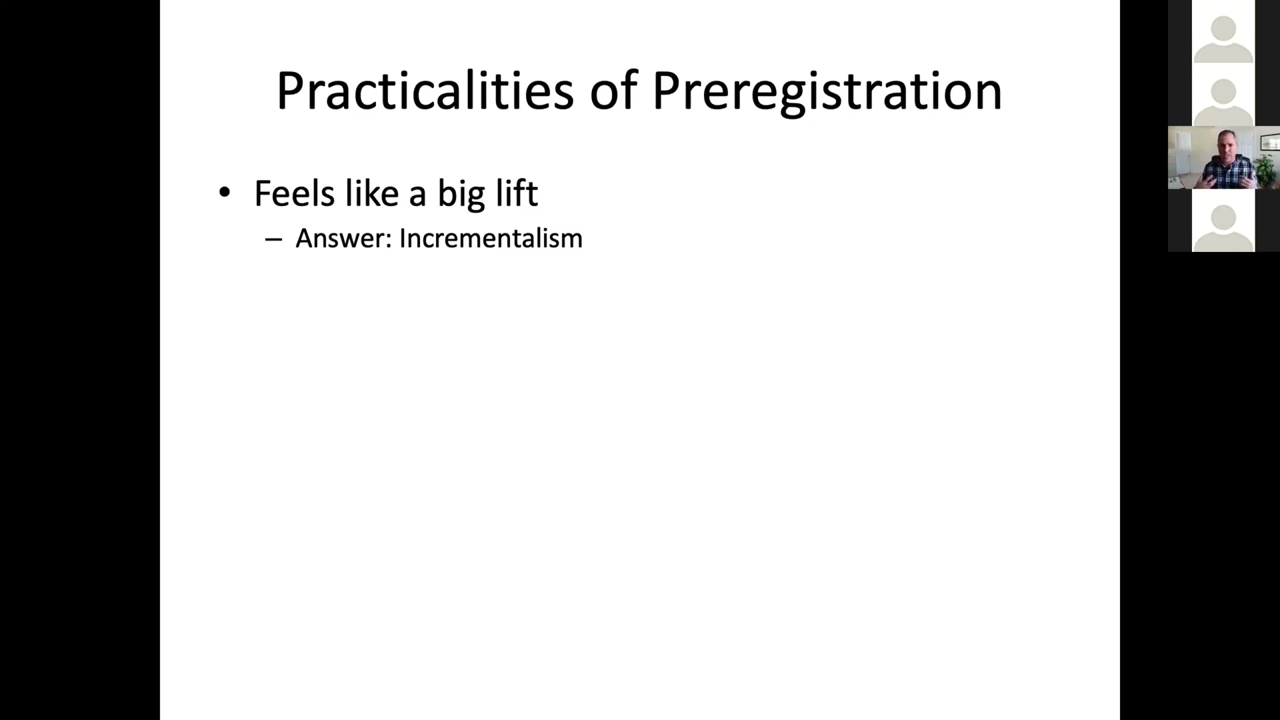 Practicalities of Preregistration
• Feels like a big lift
– Answer: Incrementalism